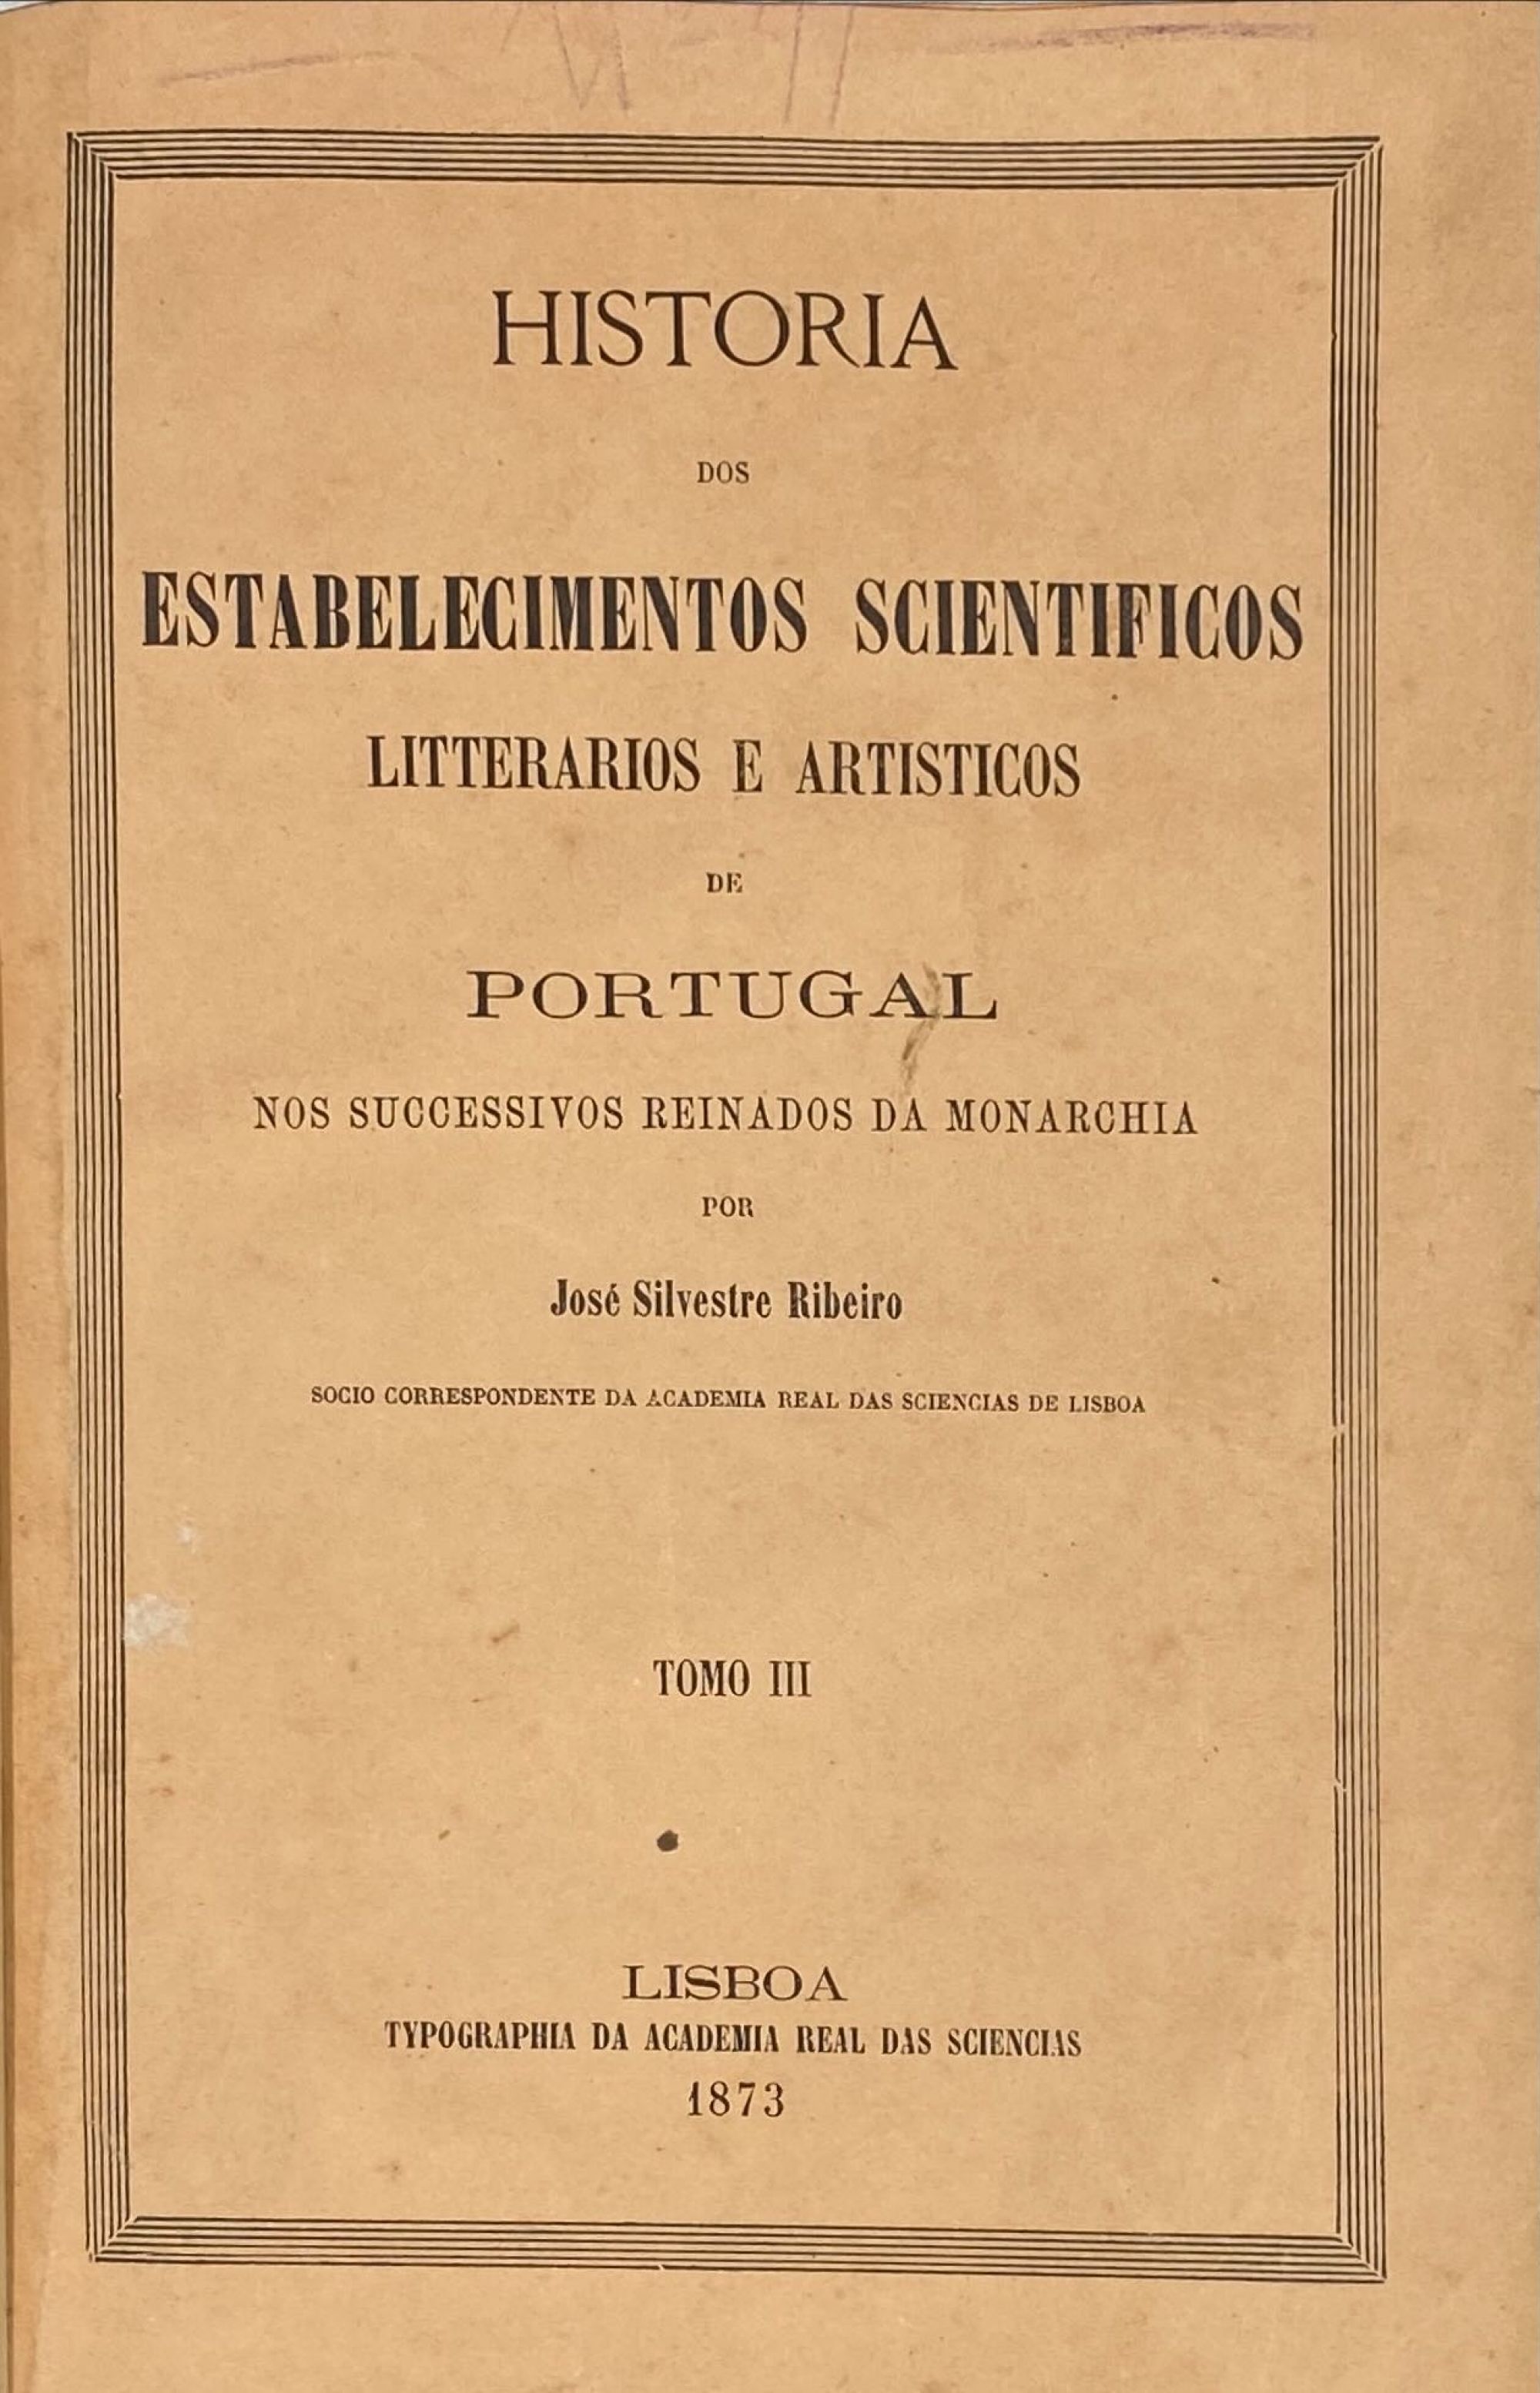 HISTORIA
DOS
ESTABELECIMENTOS SCIENTIFICOS
LITTERARIOS E ARTISTICOS
DE
PORTUGAL
NOS SUCCESSIVOS REINADOS DA MONARCHIA
POR
José Silvestre Ribeiro
SOCIO CORRESPONDENTE DA ACADEMIA REAL DAS SCIENCIAS DE LISBOA
TOMO III
LISBOA
TYPOGRAPHIA DA ACADEMIA REAL DAS SCIENCIAS
1873